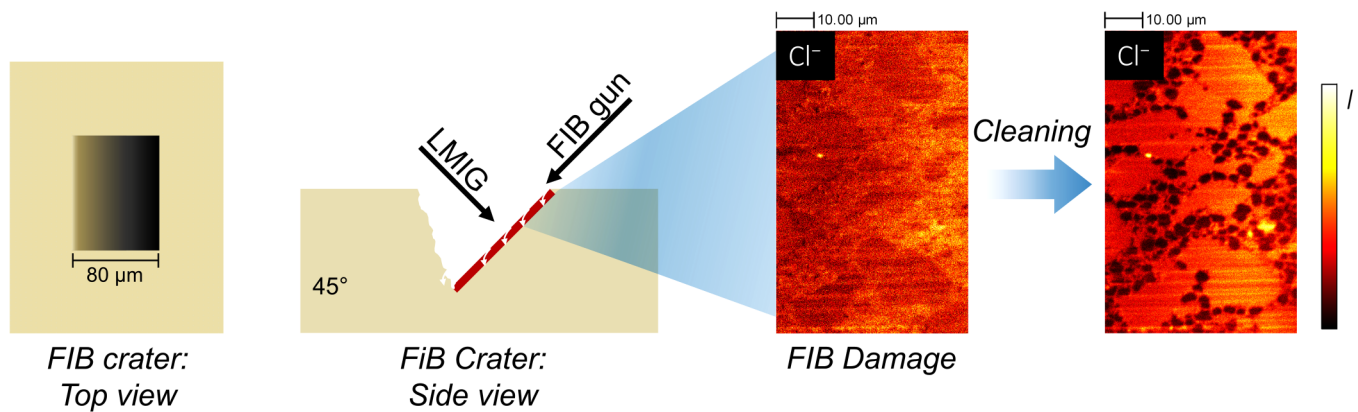 80 µm
FIB crater:
Top view
LMIG
FIB gun
45°
FiB Crater:
Side view
10.00 µm
Cl⁻
FIB Damage
Cleaning
10.00 µm
Cl⁻
I